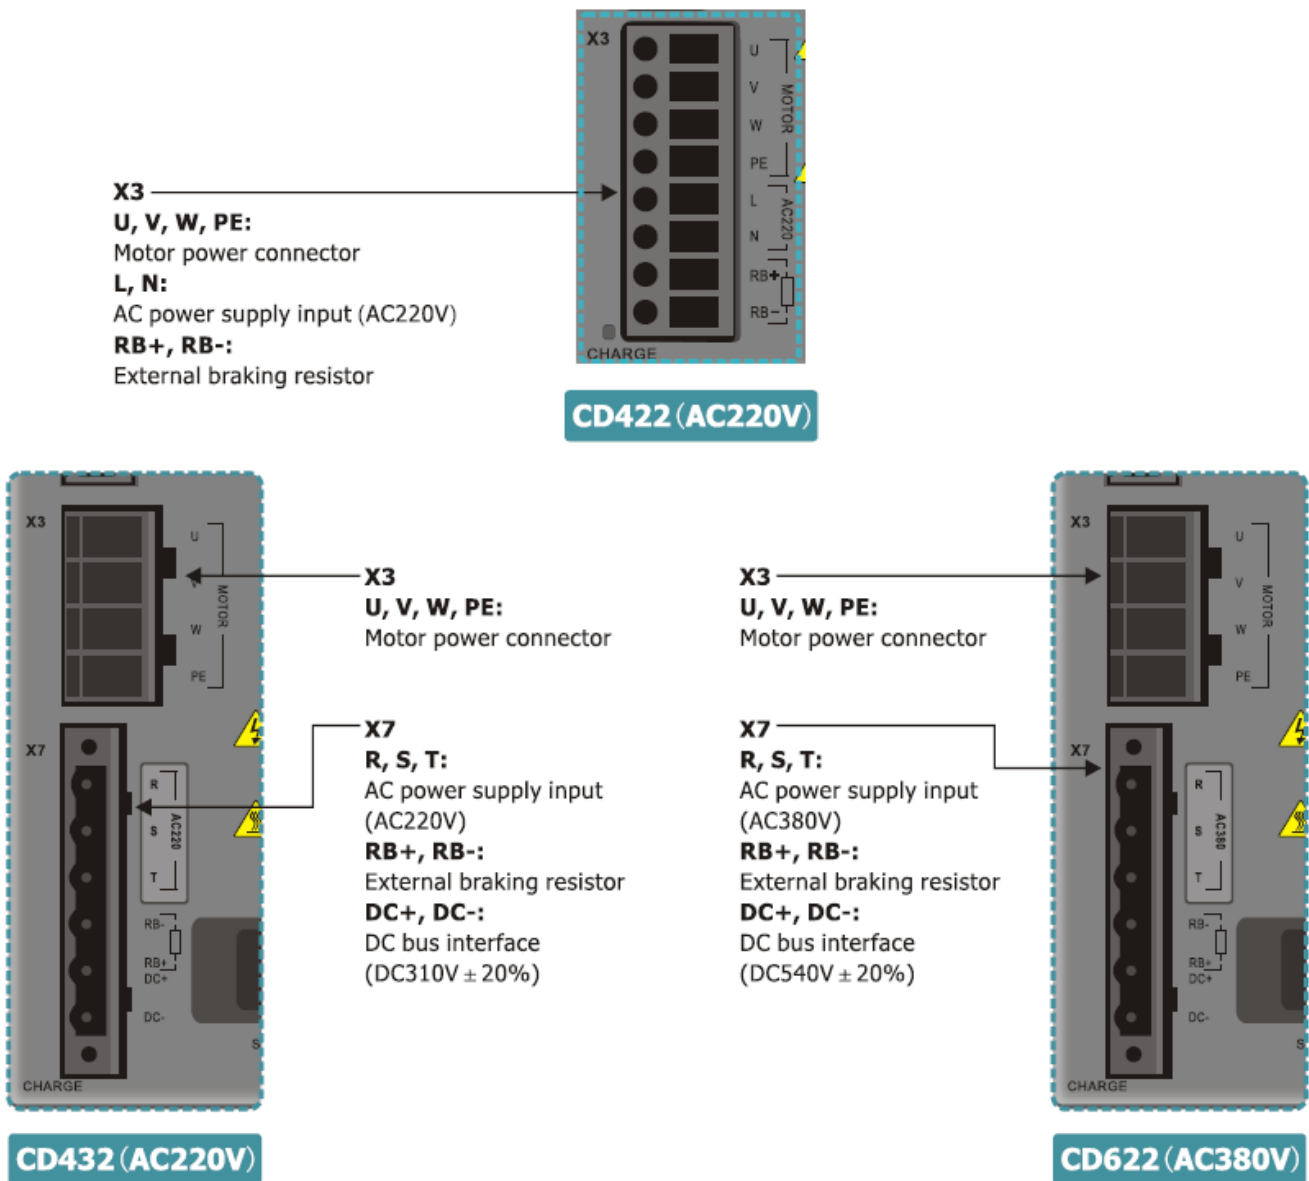 X3
U
V
W
PE
MOTOR
L
N
AC220
RB+
RB-
CHARGE
X3
U, V, W, PE:
Motor power connector
L, N:
AC power supply input (AC220V)
RB+, RB-:
External braking resistor
CD422 (AC220V)
X3
U
V
W
PE
MOTOR
X7
R
S
T
AC220
RB-
RB+
DC+
DC-
S
CHARGE
CD432 (AC220V)
X3
U, V, W, PE:
Motor power connector
X7
R, S, T:
AC power supply input
(AC220V)
RB+, RB-:
External braking resistor
DC+, DC-:
DC bus interface
(DC310V ± 20%)
X3
U, V, W, PE:
Motor power connector
X7
R, S, T:
AC power supply input
(AC380V)
RB+, RB-:
External braking resistor
DC+, DC-:
DC bus interface
(DC540V ± 20%)
X3
U
V
W
PE
MOTOR
X7
R
S
T
AC380
RB-
RB+
DC+
DC-
S
CHARGE
CD622 (AC380V)